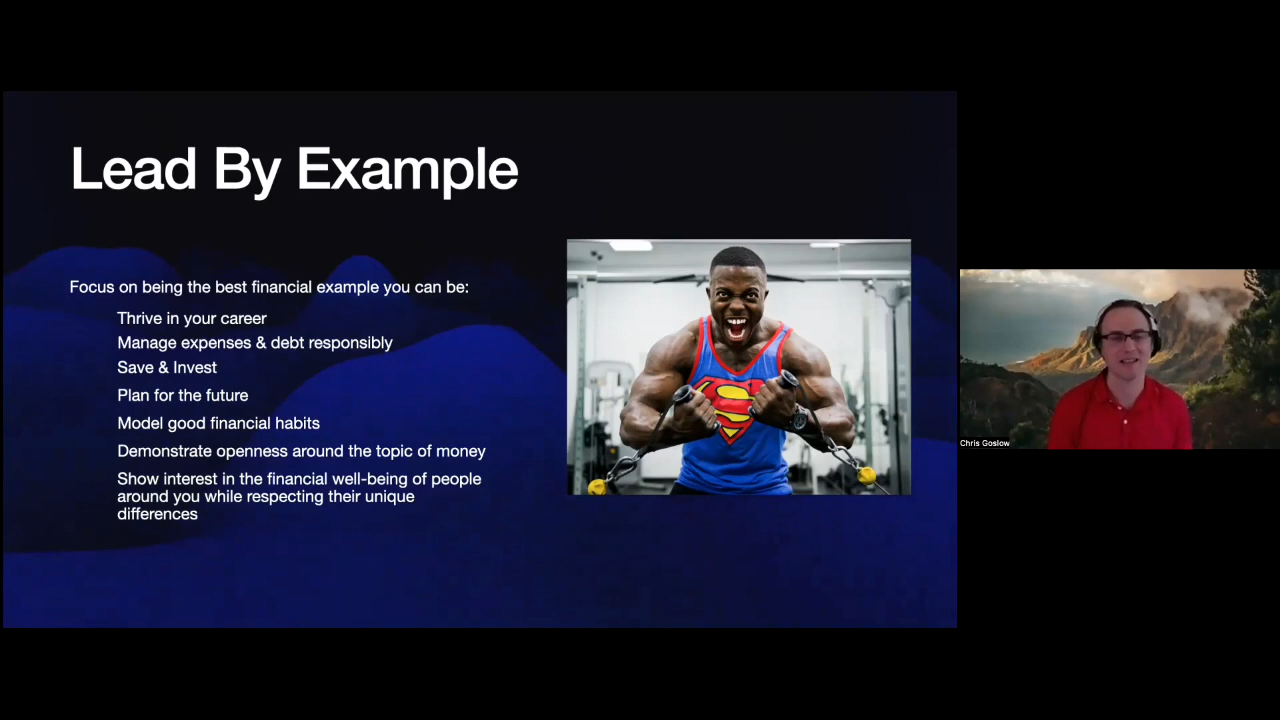 Lead By Example
Focus on being the best financial example you can be:
Thrive in your career
Manage expenses & debt responsibly
Save & Invest
Plan for the future
Model good financial habits
Demonstrate openness around the topic of money
Show interest in the financial well-being of people
around you while respecting their unique
differences
S
Chris Goslow